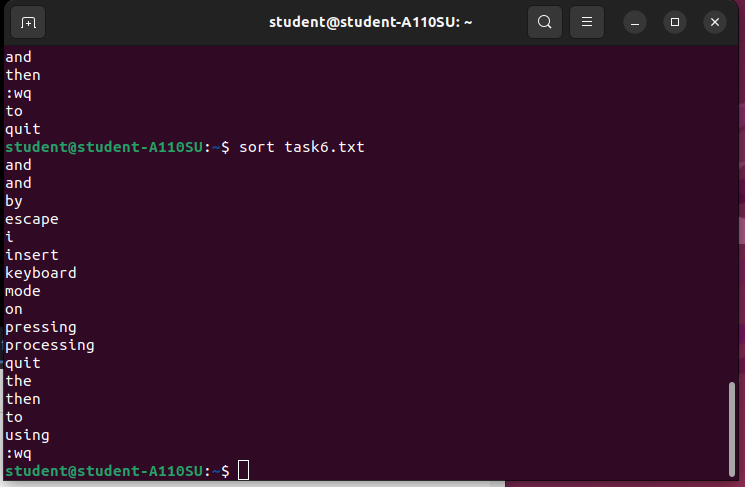 student@student-A110SU: ~
and
then
:wq
to
quit
student@student-A110SU:~$ sort task6.txt
and
and
by
escape
i
insert
keyboard
mode
on
pressing
processing
quit
the
then
to
using
:wq
student@student-A110SU:~$